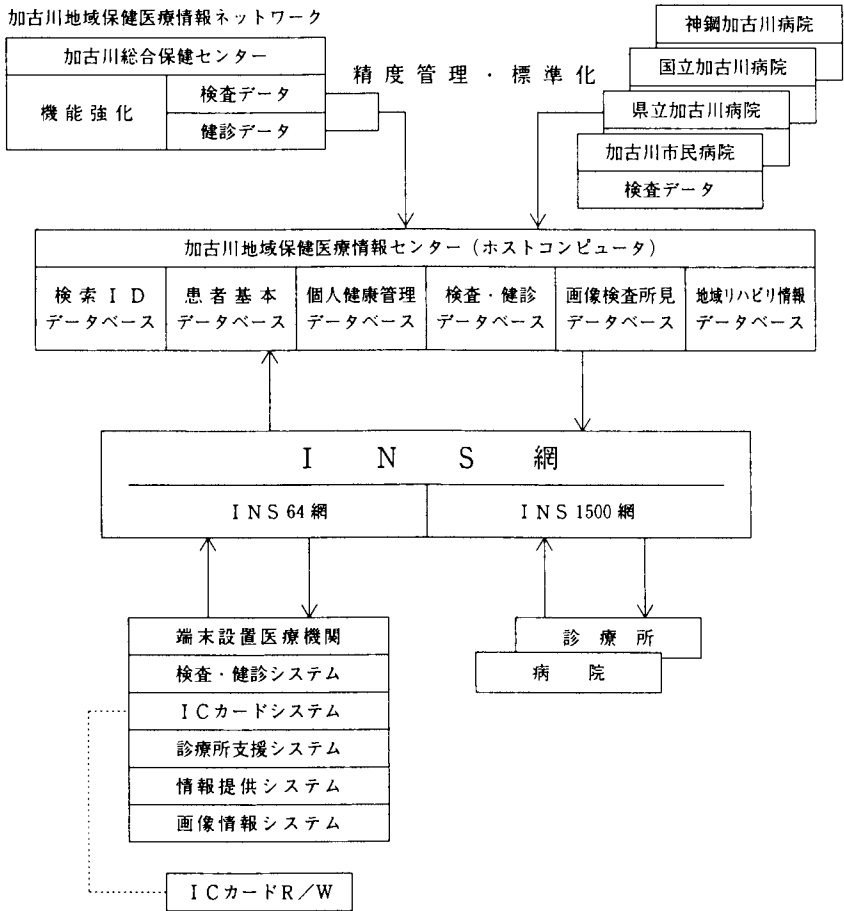 加古川地域保健医療情報ネットワーク
加古川総合保健センター
機能強化
検査データ
健診データ
精度管理・標準化
神鋼加古川病院
国立加古川病院
県立加古川病院
加古川市民病院
検査データ
加古川地域保健医療情報センター(ホストコンピュータ)
検索ID
データベース
患者基本
データベース
個人健康管理
データベース
検査・健診
データベース
画像検査所見
データベース
地域リハビリ情報
データベース
INS網
INS64網
INS1500網
端末設置医療機関
検査・健診システム
ICカードシステム
診療所支援システム
情報提供システム
画像情報システム
診療所
病院
ICカードR/W